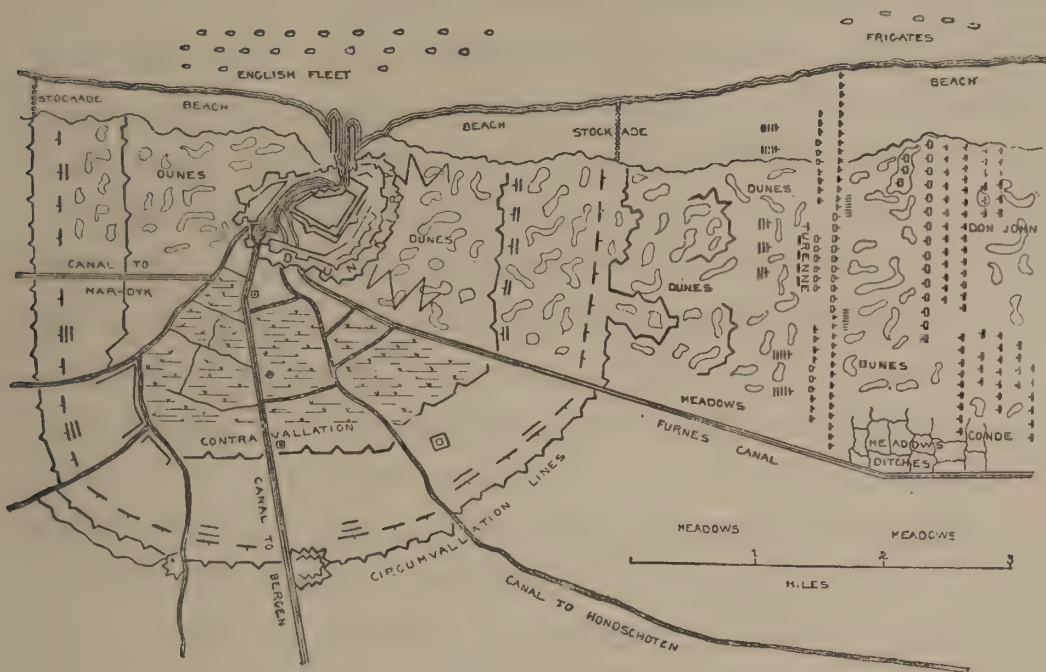 FRIGATES
ENGLISH FLEET
BEACH
STOCKADE
BEACH
BEACH
STOCKADE
DUNES
DUNES
DUNES
DON JOHN
TURENNE
DUNES
CANAL TO
MARDYK
DUNES
DUNES
MEADOWS
FURNES
CANAL
MEADOWS
DITCHES
CONDE
CONTRAVALLATION
CIRCUMVALLATION LINES
CANAL TO
BERGEN
CANAL TO HONDSCHOTEN
MEADOWS
MEADOWS
1 2 3
MILES